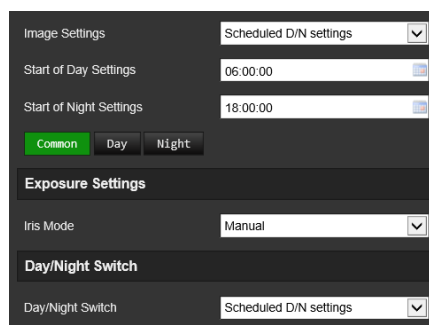 Image Settings Scheduled D/N settings
Start of Day Settings 06:00:00
Start of Night Settings 18:00:00
Common Day Night
Exposure Settings
Iris Mode Manual
Day/Night Switch
Day/Night Switch Scheduled D/N settings